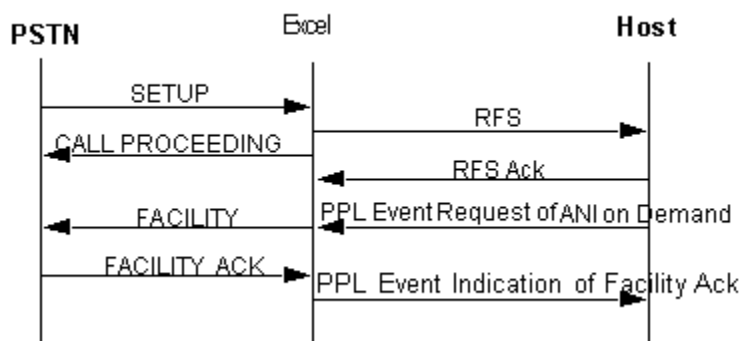 PSTN
Excel
Host
SETUP
RFS
CALL PROCEEDING
RFS Ack
FACILITY
PPL Event Request of ANI on Demand
FACILITY ACK
PPL Event Indication of Facility Ack